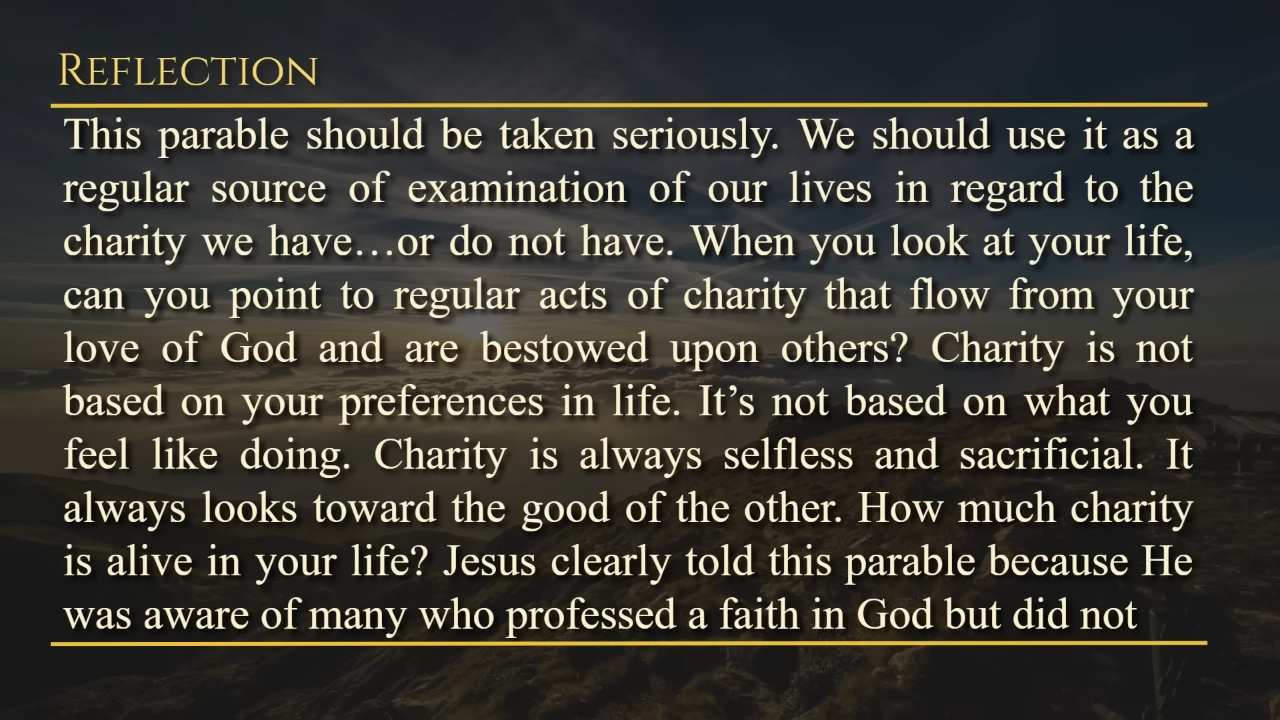 REFLECTION
This parable should be taken seriously. We should use it as a
regular source of examination of our lives in regard to the
charity we have…or do not have. When you look at your life,
can you point to regular acts of charity that flow from your
love of God and are bestowed upon others? Charity is not
based on your preferences in life. It’s not based on what you
feel like doing. Charity is always selfless and sacrificial. It
always looks toward the good of the other. How much charity
is alive in your life? Jesus clearly told this parable because He
was aware of many who professed a faith in God but did not